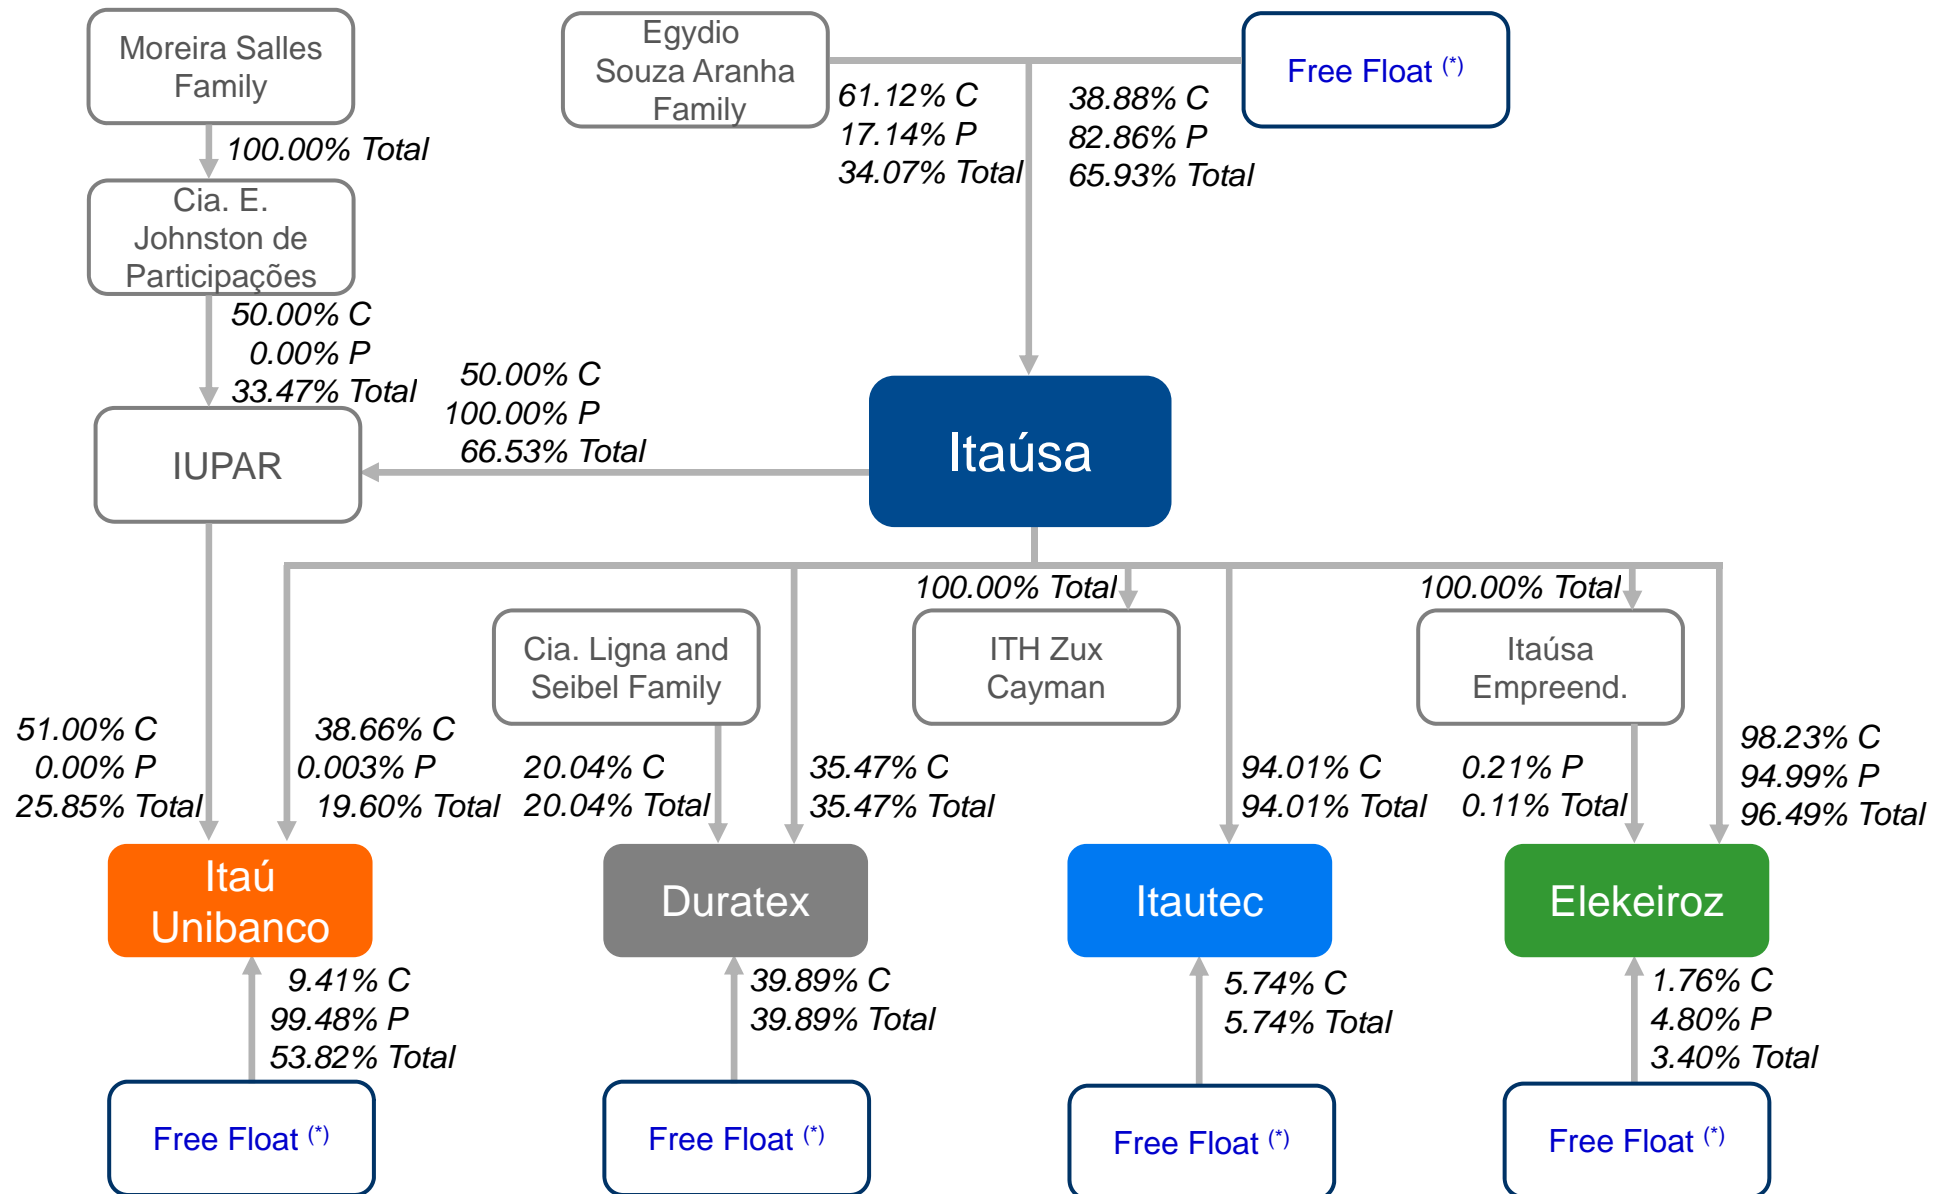 Moreira Salles
Family
Egydio
Souza Aranha
Family
Free Float (*)
100.00% Total
61.12% C
17.14% P
34.07% Total
38.88% C
82.86% P
65.93% Total
Cia. E.
Johnston de
Participações
50.00% C
0.00% P
33.47% Total
50.00% C
100.00% P
66.53% Total
IUPAR
Itaúsa
100.00% Total
100.00% Total
Cia. Ligna and
Seibel Family
ITH Zux
Cayman
Itaúsa
Empreend.
51.00% C
0.00% P
25.85% Total
38.66% C
0.003% P
19.60% Total
20.04% C
20.04% Total
35.47% C
35.47% Total
94.01% C
94.01% Total
0.21% P
0.11% Total
98.23% C
94.99% P
96.49% Total
Itaú
Unibanco
Duratex
Itautec
Elekeiroz
9.41% C
99.48% P
53.82% Total
39.89% C
39.89% Total
5.74% C
5.74% Total
1.76% C
4.80% P
3.40% Total
Free Float (*)
Free Float (*)
Free Float (*)
Free Float (*)